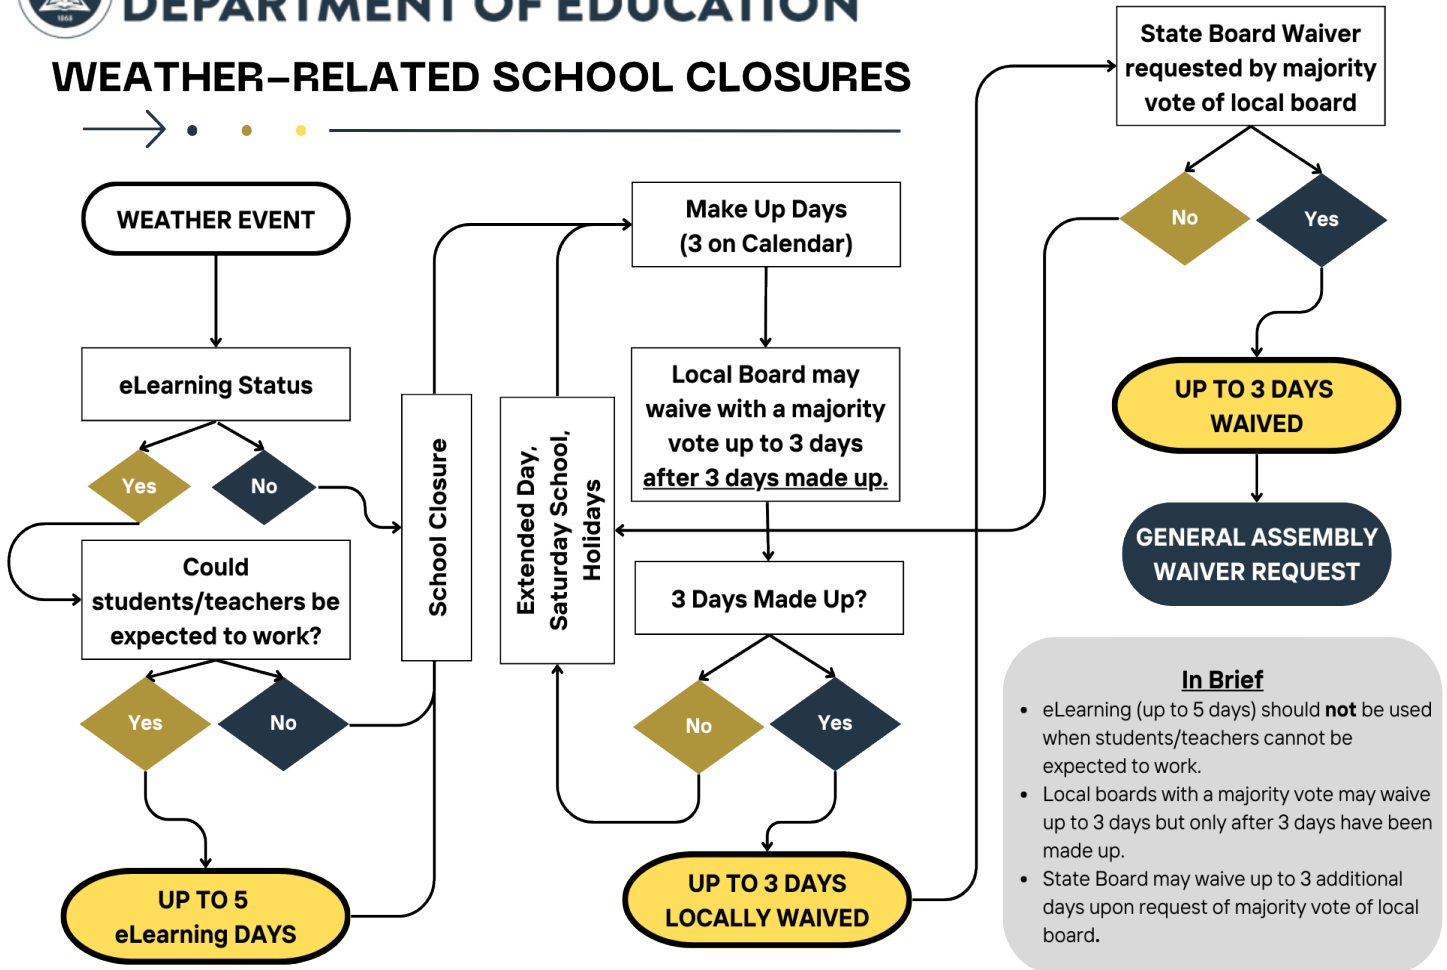 DEPARTMENT OF EDUCATION
1868
WEATHER-RELATED SCHOOL CLOSURES
WEATHER EVENT
eLearning Status
Yes
No
Could
students/teachers be
expected to work?
Yes
No
UP TO 5
eLearning DAYS
School Closure
Extended Day,
Saturday School,
Holidays
Make Up Days
(3 on Calendar)
Local Board may
waive with a majority
vote up to 3 days
after 3 days made up.
3 Days Made Up?
No
Yes
UP TO 3 DAYS
LOCALLY WAIVED
State Board Waiver
requested by majority
vote of local board
No
Yes
UP TO 3 DAYS
WAIVED
GENERAL ASSEMBLY
WAIVER REQUEST
In Brief
• eLearning (up to 5 days) should not be used
when students/teachers cannot be
expected to work.
• Local boards with a majority vote may waive
up to 3 days but only after 3 days have been
made up.
• State Board may waive up to 3 additional
days upon request of majority vote of local
board.